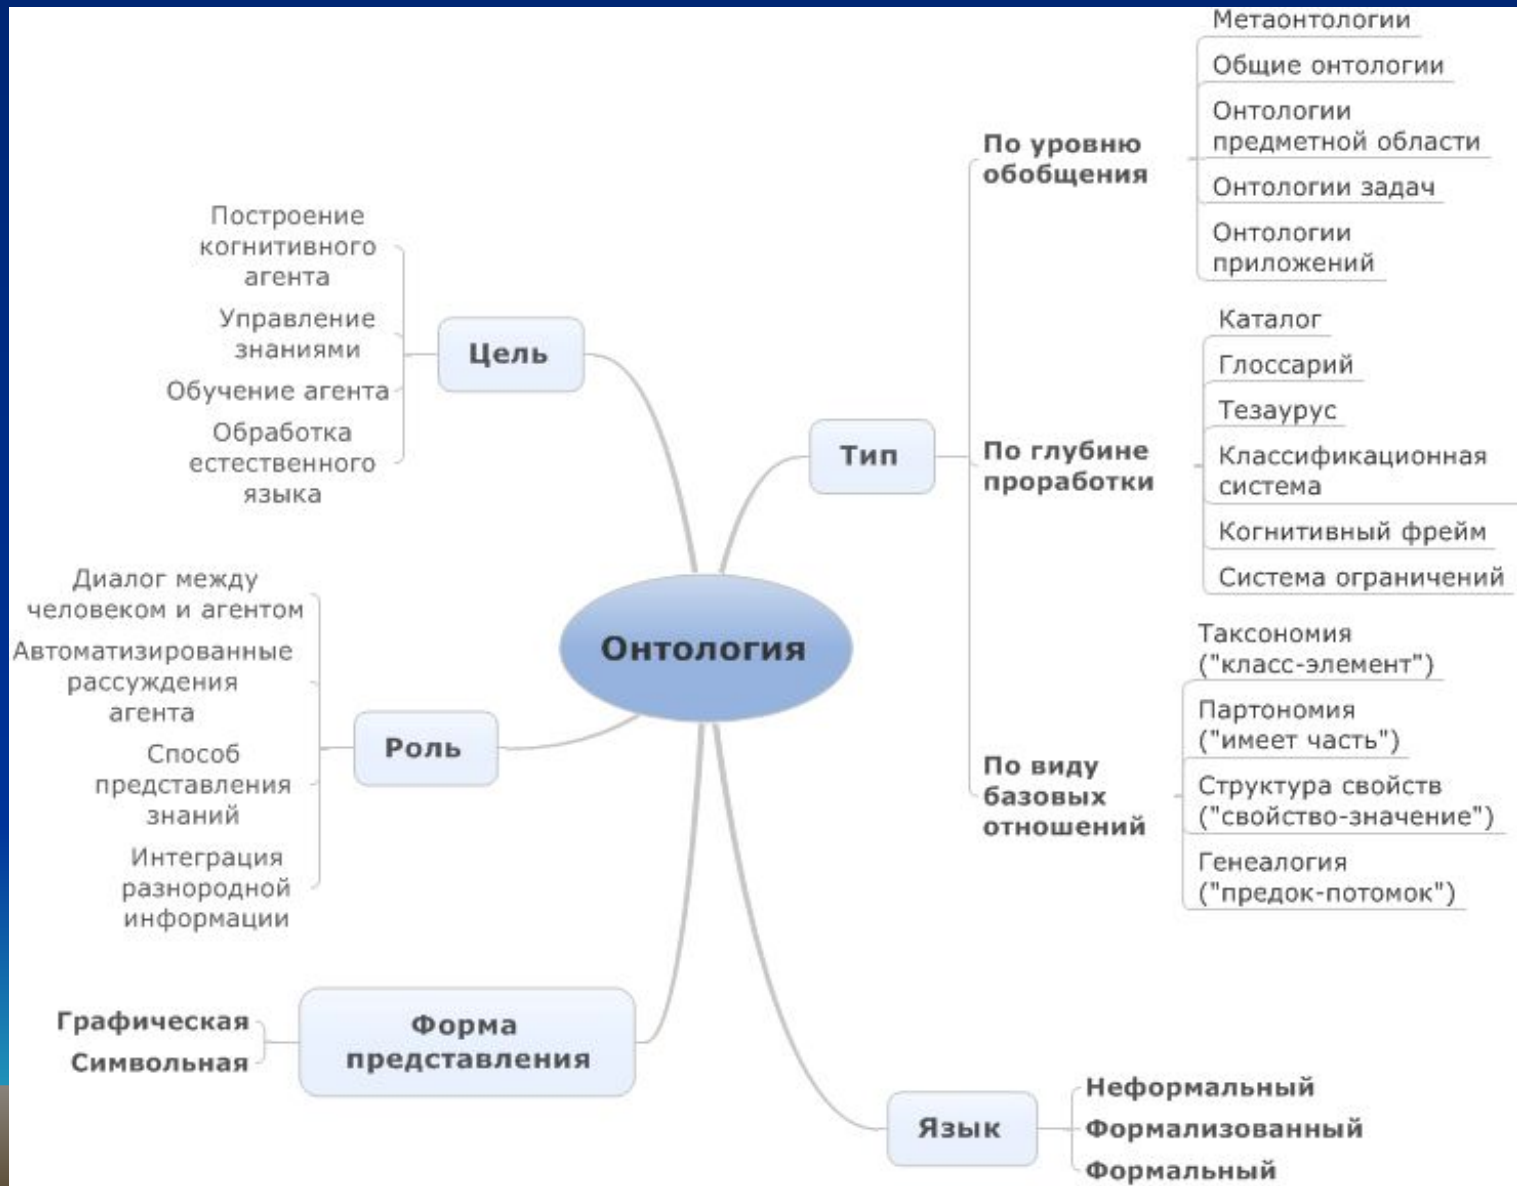 Метаонтологии
Общие онтологии
Онтологии
предметной области
Онтологии задач
Онтологии
приложений
По уровню
обобщения
Построение
когнитивного
агента
Управление
знаниями
Обучение агента
Обработка
естественного
языка
Цель
Тип
Каталог
Глоссарий
Тезаурус
Классификационная
система
Когнитивный фрейм
Система ограничений
По глубине
проработки
Диалог между
человеком и агентом
Автоматизированные
рассуждения
агента
Способ
представления
знаний
Интеграция
разнородной
информации
Роль
Онтология
Таксономия
("класс-элемент")
Партономия
("имеет часть")
Структура свойств
("свойство-значение")
Генеалогия
("предок-потомок")
По виду
базовых
отношений
Графическая
Символьная
Форма
представления
Язык
Неформальный
Формализованный
Формальный